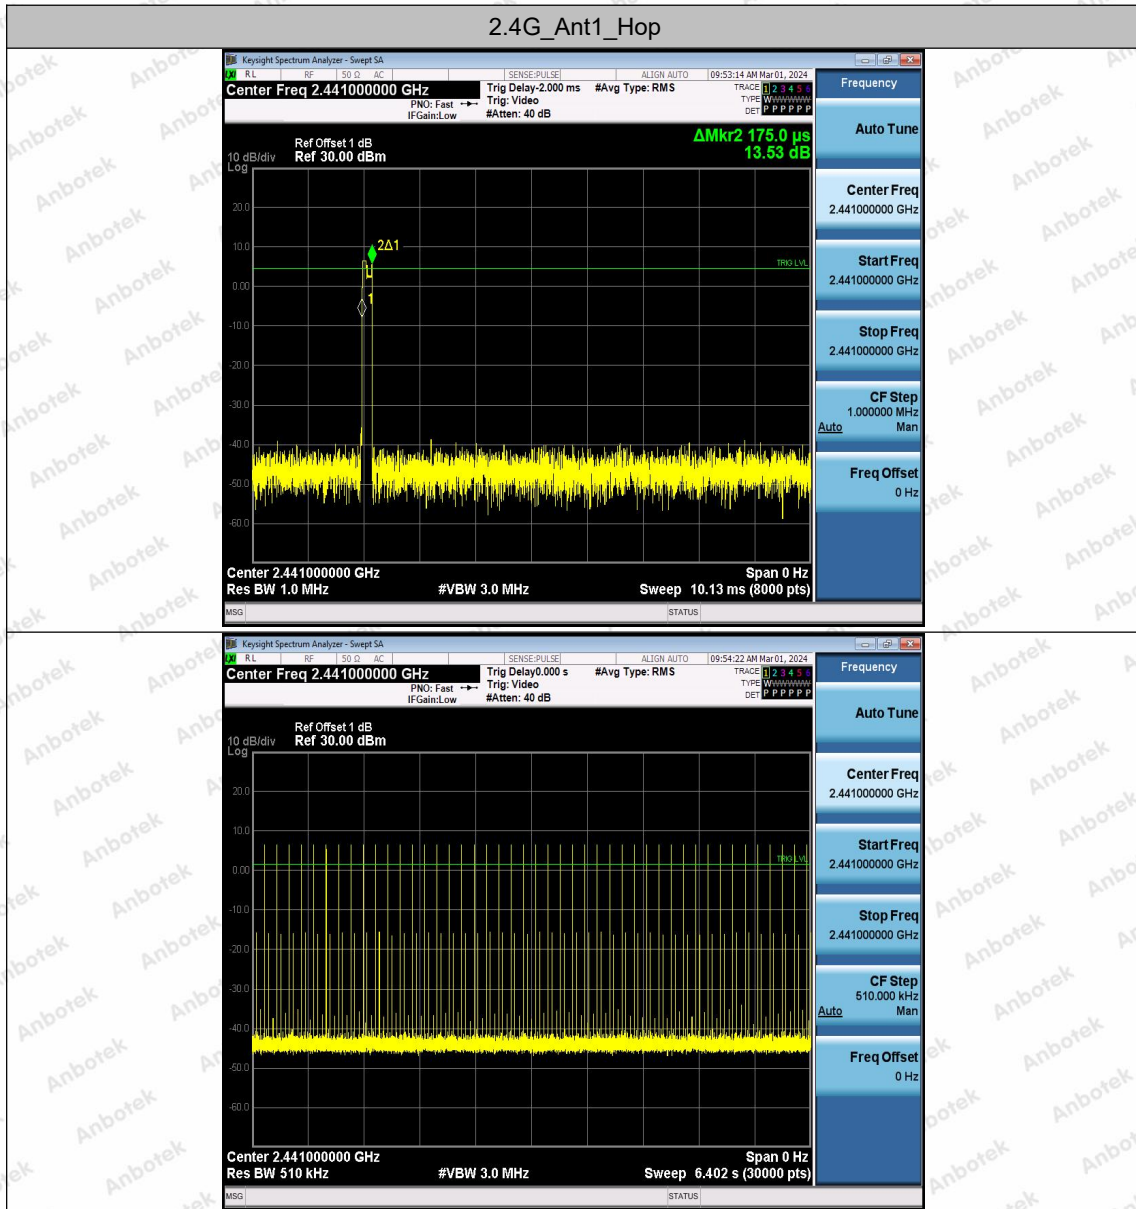 2.4G_Ant1_Hop
Keysight Spectrum Analyzer - Swept SA
RL RF 50 Ω AC SENSE:PULSE ALIGN AUTO 09:53:14 AM Mar 01, 2024
Center Freq 2.441000000 GHz
PNO: Fast
IFGain:Low
Trig Delay-2.000 ms
Trig: Video
#Atten: 40 dB
#Avg Type: RMS
TRACE 1 2 3 4 5 6
TYPE WWWWWW
DET P P P P P P
ΔMkr2 175.0 µs
13.53 dB
Ref Offset 1 dB
10 dB/div Ref 30.00 dBm
Log
20.0
10.0
0.00
-10.0
-20.0
-30.0
-40.0
-50.0
-60.0
2Δ1
1
TRIG LVL
Center 2.441000000 GHz Span 0 Hz
Res BW 1.0 MHz #VBW 3.0 MHz Sweep 10.13 ms (8000 pts)
MSG STATUS
Frequency
Auto Tune
Center Freq
2.441000000 GHz
Start Freq
2.441000000 GHz
Stop Freq
2.441000000 GHz
CF Step
1.000000 MHz
Auto Man
Freq Offset
0 Hz
Keysight Spectrum Analyzer - Swept SA
RL RF 50 Ω AC SENSE:PULSE ALIGN AUTO 09:54:22 AM Mar 01, 2024
Center Freq 2.441000000 GHz
PNO: Fast
IFGain:Low
Trig Delay0.000 s
Trig: Video
#Atten: 40 dB
#Avg Type: RMS
TRACE 1 2 3 4 5 6
TYPE WWWWWW
DET P P P P P P
Ref Offset 1 dB
10 dB/div Ref 30.00 dBm
Log
20.0
10.0
0.00
-10.0
-20.0
-30.0
-40.0
-50.0
-60.0
TRIG LVL
Center 2.441000000 GHz Span 0 Hz
Res BW 510 kHz #VBW 3.0 MHz Sweep 6.402 s (30000 pts)
MSG STATUS
Frequency
Auto Tune
Center Freq
2.441000000 GHz
Start Freq
2.441000000 GHz
Stop Freq
2.441000000 GHz
CF Step
510.000 kHz
Auto Man
Freq Offset
0 Hz
Anbotek